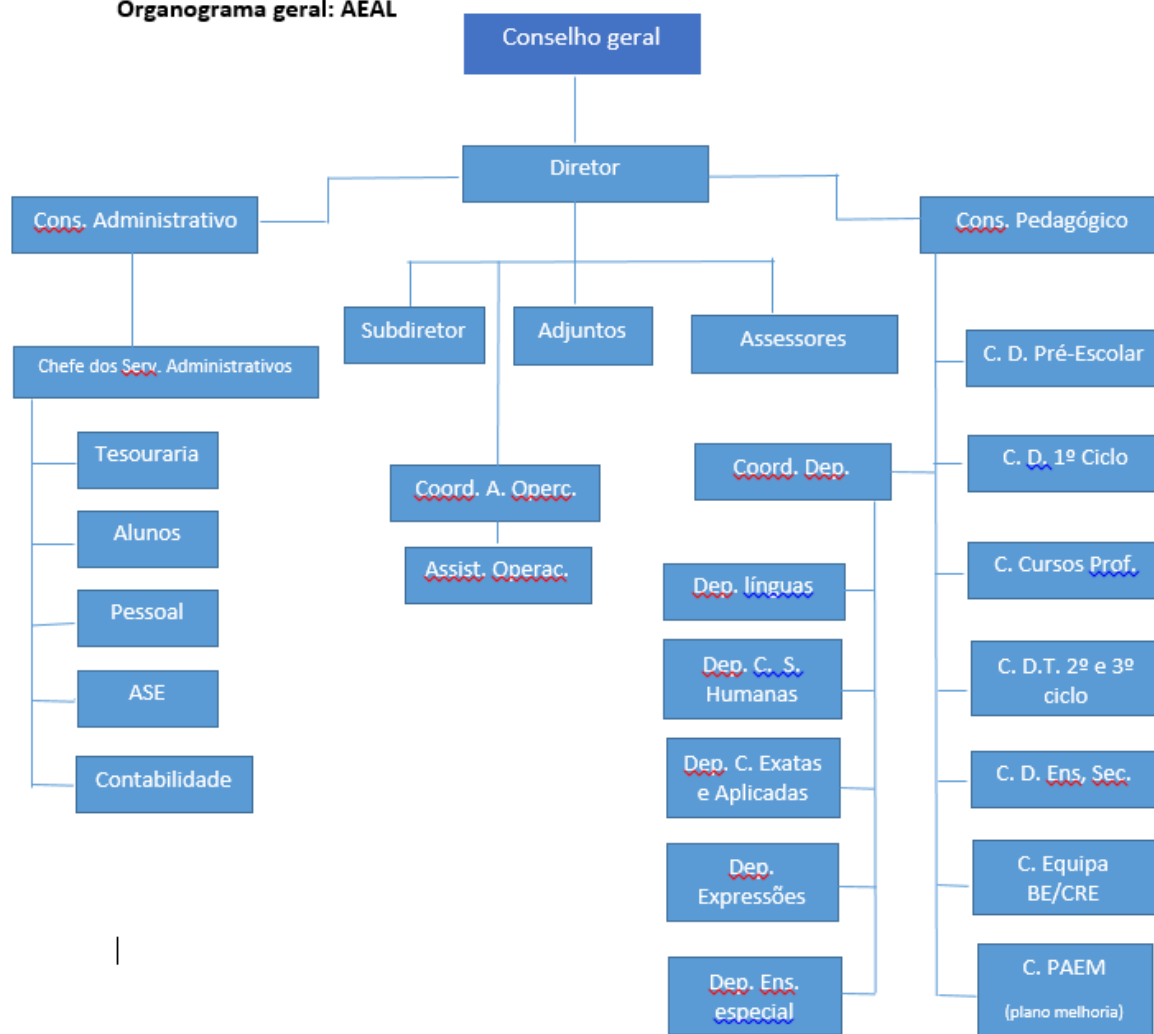 Organograma geral: AEAL
Conselho geral
Diretor
Cons. Administrativo
Cons. Pedagógico
Subdiretor
Adjuntos
Assessores
Chefe dos Serv. Administrativos
Tesouraria
Alunos
Pessoal
ASE
Contabilidade
Coord. A. Operc.
Assist. Operac.
Coord. Dep.
Dep. línguas
Dep. C. S.
Humanas
Dep. C. Exatas
e Aplicadas
Dep.
Expressões
Dep. Ens.
especial
C. D. Pré-Escolar
C. D. 1º Ciclo
C. Cursos Prof.
C. D.T. 2º e 3º
ciclo
C. D. Ens, Sec.
C. Equipa
BE/CRE
C. PAEM
(plano melhoria)